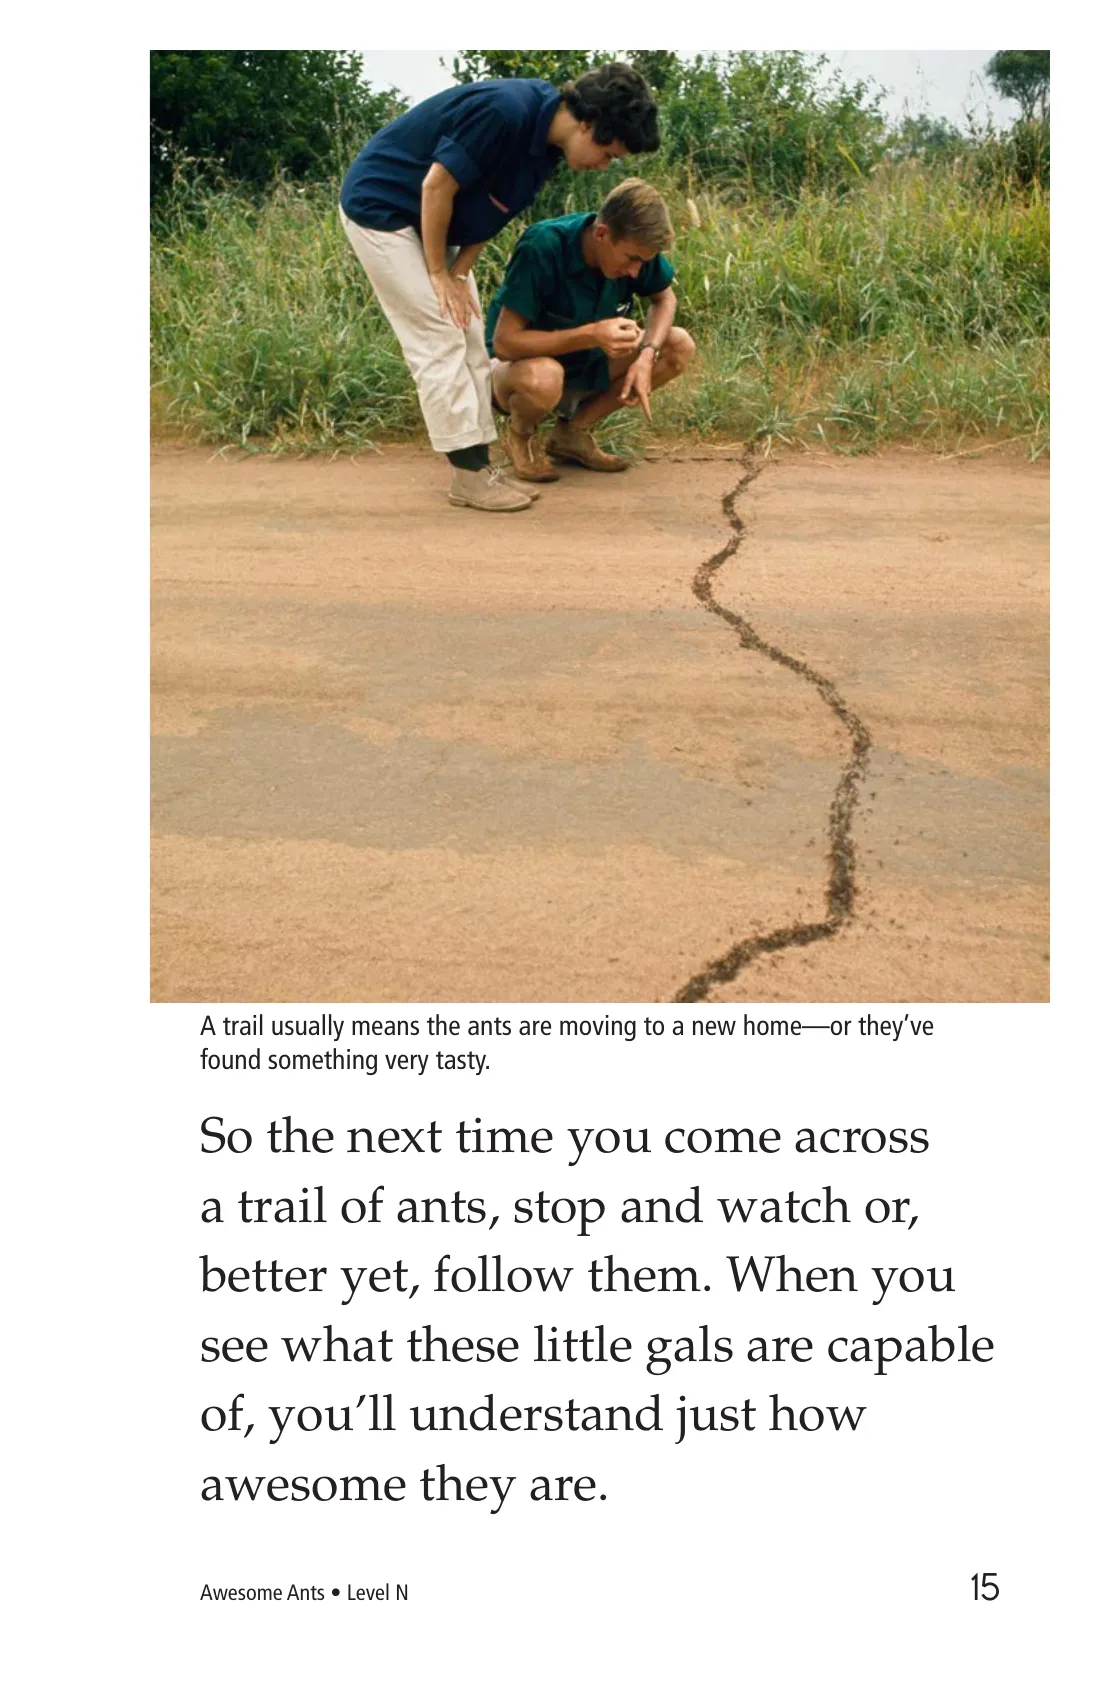 A trail usually means the ants are moving to a new home—or they’ve
found something very tasty.
So the next time you come across
a trail of ants, stop and watch or,
better yet, follow them. When you
see what these little gals are capable
of, you’ll understand just how
awesome they are.
Awesome Ants • Level N
15